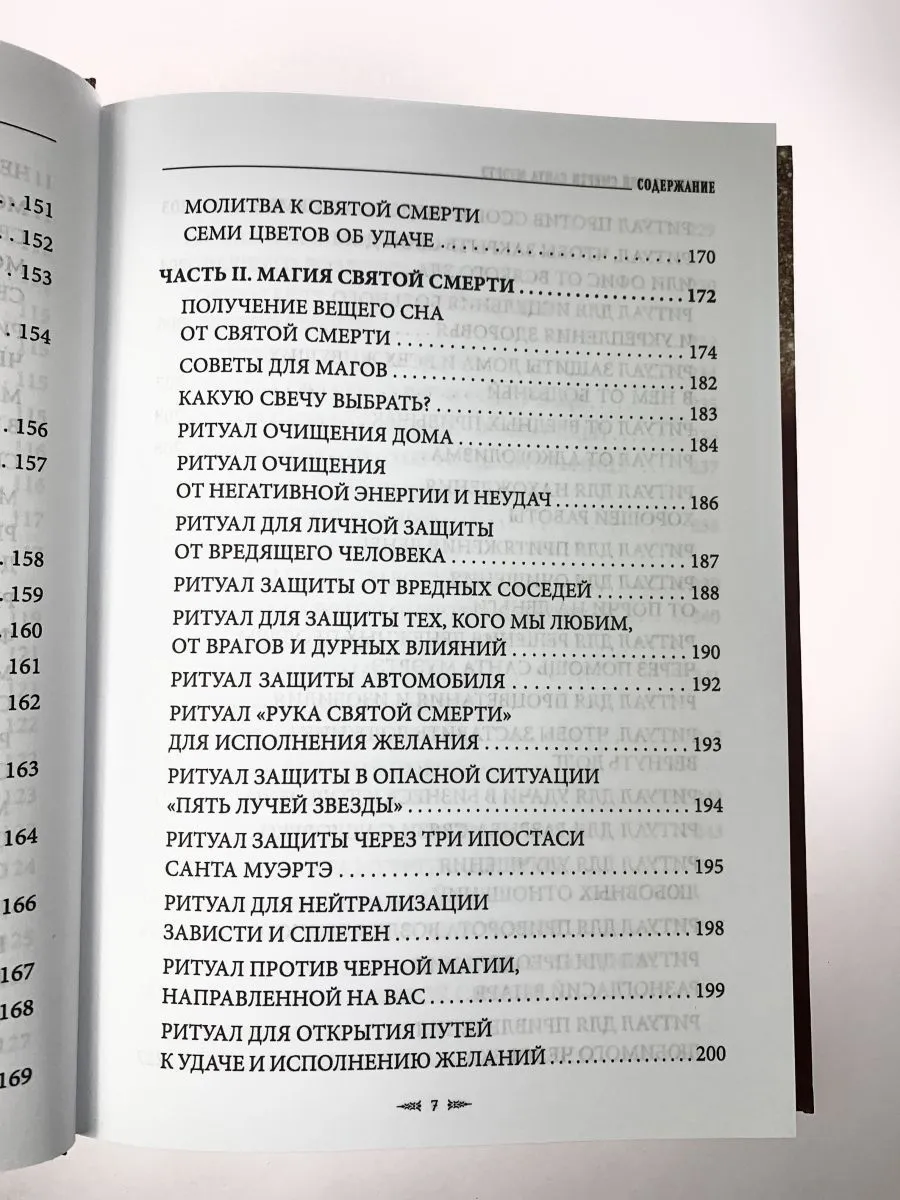 . 151
. . 152
. 153
. 154
. 156
. 157
. 158
. 159
. 160
161
162
163
164
166
167
168
169
СОДЕРЖАНИЕ
МОЛИТВА К СВЯТОЙ СМЕРТИ
СЕМИ ЦВЕТОВ ОБ УДАЧЕ 170
ЧАСТЬ II. МАГИЯ СВЯТОЙ СМЕРТИ 172
ПОЛУЧЕНИЕ ВЕЩЕГО СНА
ОТ СВЯТОЙ СМЕРТИ 174
СОВЕТЫ ДЛЯ МАГОВ 182
КАКУЮ СВЕЧУ ВЫБРАТЬ? 183
РИТУАЛ ОЧИЩЕНИЯ ДОМА 184
РИТУАЛ ОЧИЩЕНИЯ
ОТ НЕГАТИВНОЙ ЭНЕРГИИ И НЕУДАЧ 186
РИТУАЛ ДЛЯ ЛИЧНОЙ ЗАЩИТЫ
ОТ ВРЕДЯЩЕГО ЧЕЛОВЕКА 187
РИТУАЛ ЗАЩИТЫ ОТ ВРЕДНЫХ СОСЕДЕЙ 188
РИТУАЛ ДЛЯ ЗАЩИТЫ ТЕХ, КОГО МЫ ЛЮБИМ,
ОТ ВРАГОВ И ДУРНЫХ ВЛИЯНИЙ 190
РИТУАЛ ЗАЩИТЫ АВТОМОБИЛЯ 192
РИТУАЛ «РУКА СВЯТОЙ СМЕРТИ»
ДЛЯ ИСПОЛНЕНИЯ ЖЕЛАНИЯ 193
РИТУАЛ ЗАЩИТЫ В ОПАСНОЙ СИТУАЦИИ
«ПЯТЬ ЛУЧЕЙ ЗВЕЗДЫ» 194
РИТУАЛ ЗАЩИТЫ ЧЕРЕЗ ТРИ ИПОСТАСИ
САНТА МУЭРТЭ 195
РИТУАЛ ДЛЯ НЕЙТРАЛИЗАЦИИ
ЗАВИСТИ И СПЛЕТЕН 198
РИТУАЛ ПРОТИВ ЧЕРНОЙ МАГИИ,
НАПРАВЛЕННОЙ НА ВАС 199
РИТУАЛ ДЛЯ ОТКРЫТИЯ ПУТЕЙ
К УДАЧЕ И ИСПОЛНЕНИЮ ЖЕЛАНИЙ 200
7